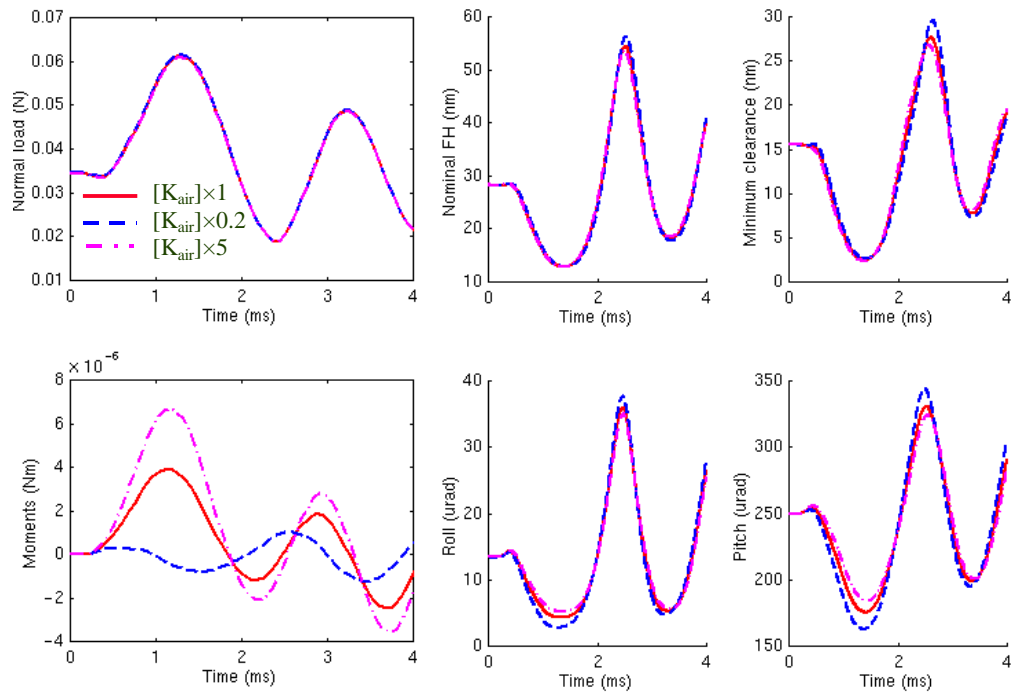 0.07
0.06
0.05
0.04
0.03
0.02
0.01
0 1 2 3 4
Normal load (N)
Time (ms)
[Kair]×1
[Kair]×0.2
[Kair]×5
60
50
40
30
20
10
0 2 4
Nominal FH (nm)
Time (ms)
30
25
20
15
10
5
0
0 2 4
Minimum clearance (nm)
Time (ms)
× 10⁻⁶
8
6
4
2
0
−2
−4
0 1 2 3 4
Moments (Nm)
Time (ms)
40
30
20
10
0
0 2 4
Roll (urad)
Time (ms)
350
300
250
200
150
0 2 4
Pitch (urad)
Time (ms)